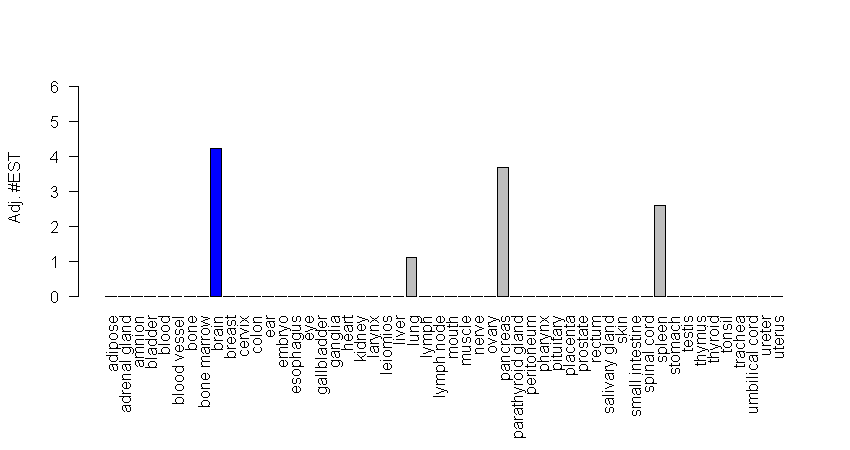 6
5
4
3
2
1
0
Adj. #EST
adipose
adrenal gland
amnion
bladder
blood
blood vessel
bone
bone marrow
brain
breast
cervix
colon
ear
embryo
esophagus
eye
gallbladder
ganglia
heart
kidney
larynx
leiomios
liver
lung
lymph
lymph node
mouth
muscle
nerve
ovary
pancreas
parathyroid gland
peritoneum
pharynx
pituitary
placenta
prostate
rectum
salivary gland
skin
small intestine
spinal cord
spleen
stomach
testis
thymus
thyroid
tonsil
trachea
umbilical cord
ureter
uterus